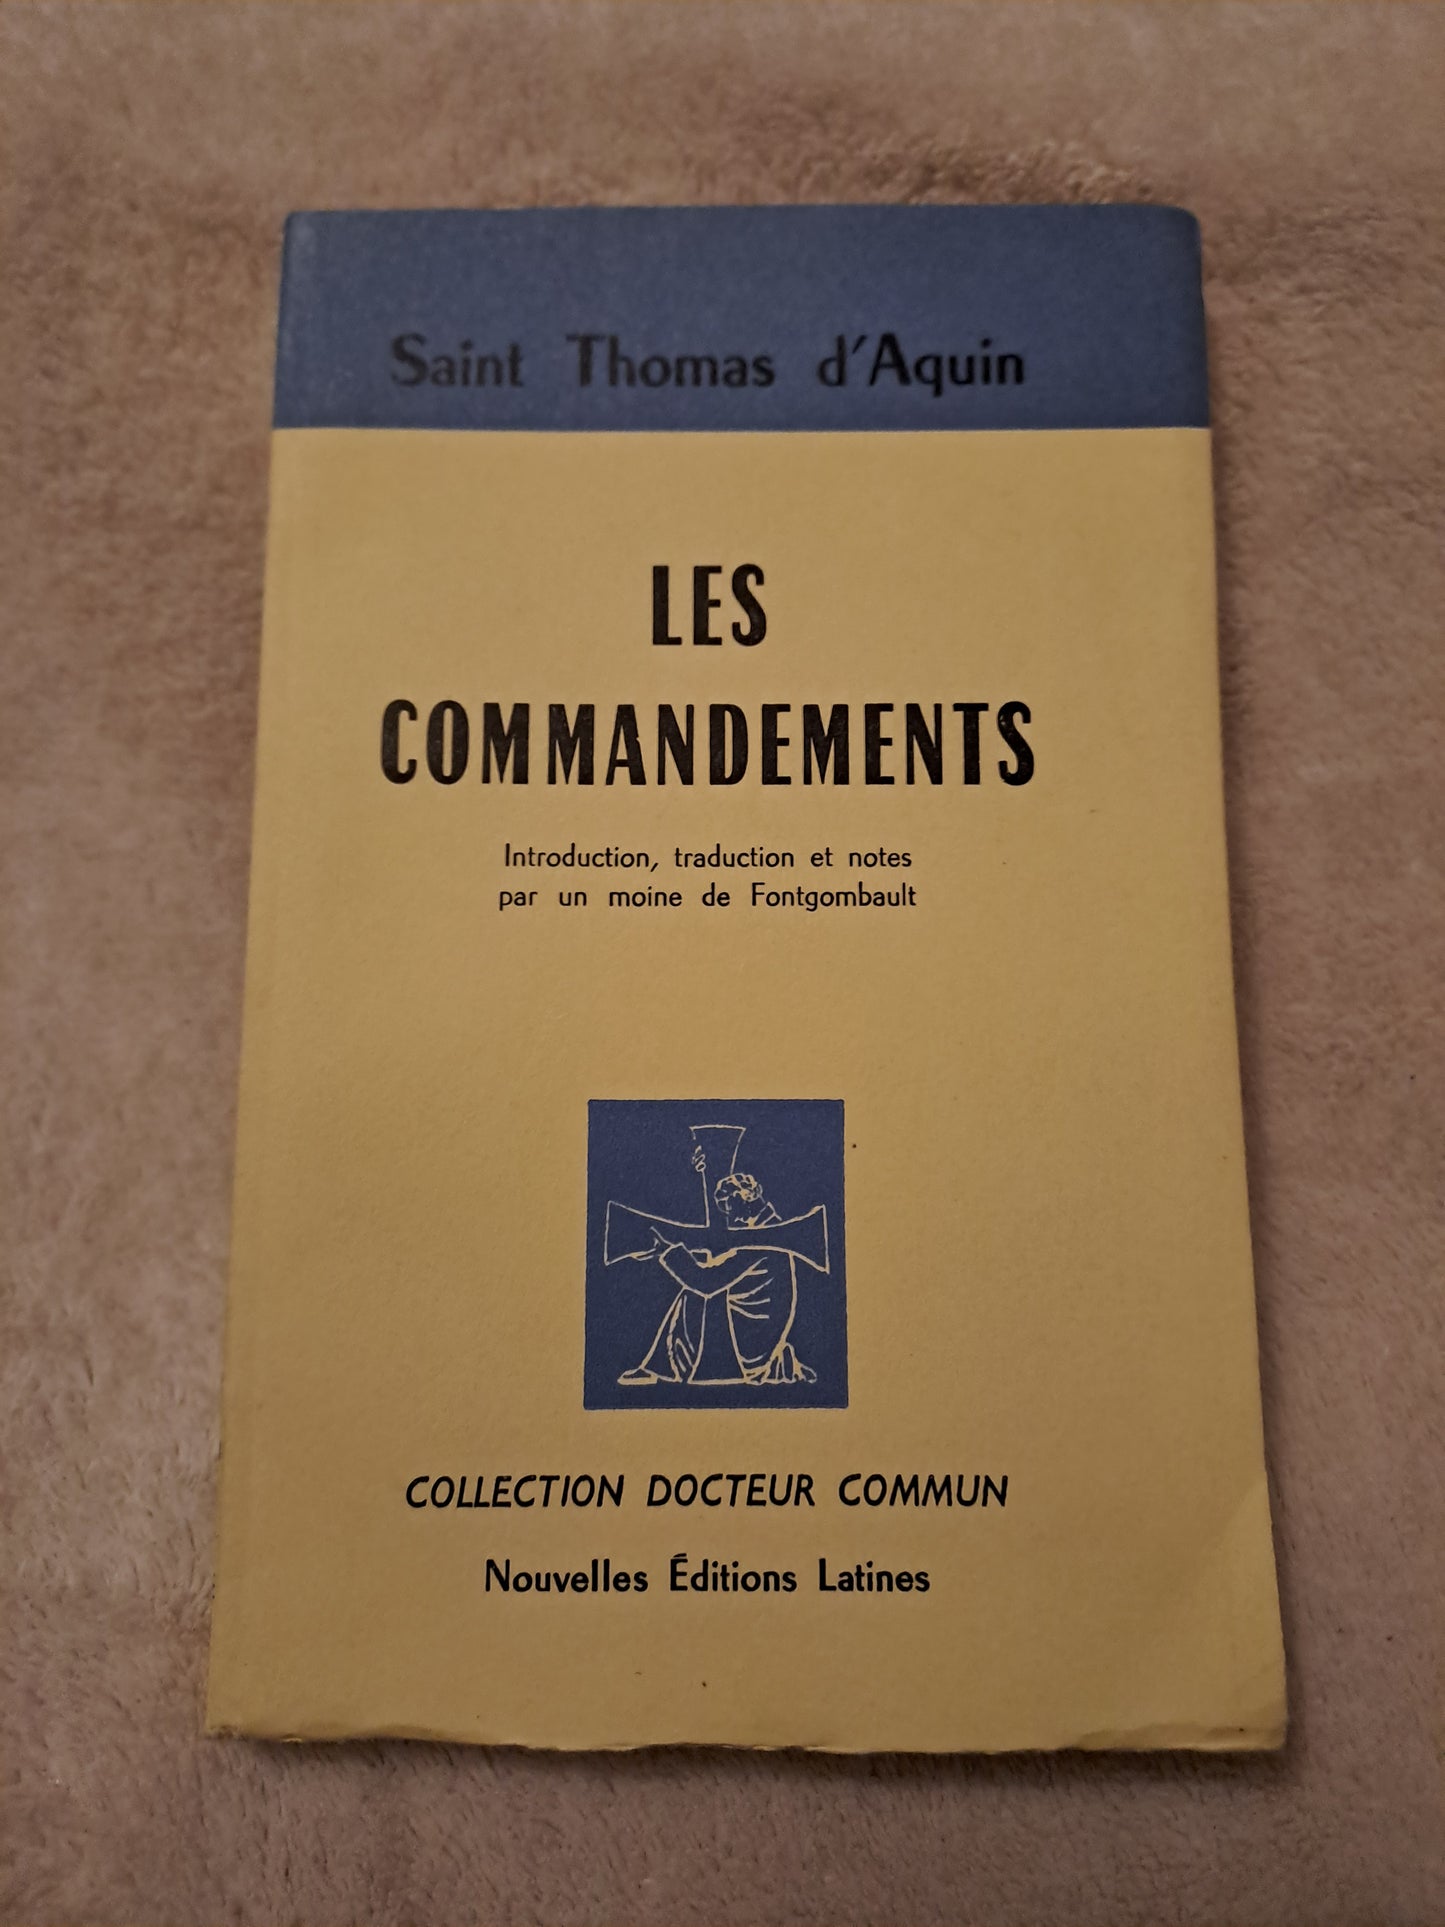 Saint Thomas d'Aquin
LES
COMMANDEMENTS
Introduction, traduction et notes
par un moine de Fontgombault
COLLECTION DOCTEUR COMMUN
Nouvelles Éditions Latines